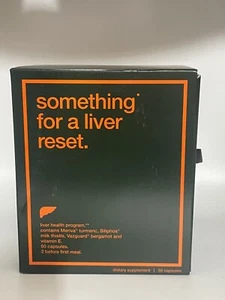 something*
for a liver
reset.
liver health program.**
contains Meriva® turmeric, Siliphos®
milk thistle, Vazguard® bergamot and
vitamin E.
60 capsules.
2 before first meal
dietary supplement | 60 capsules